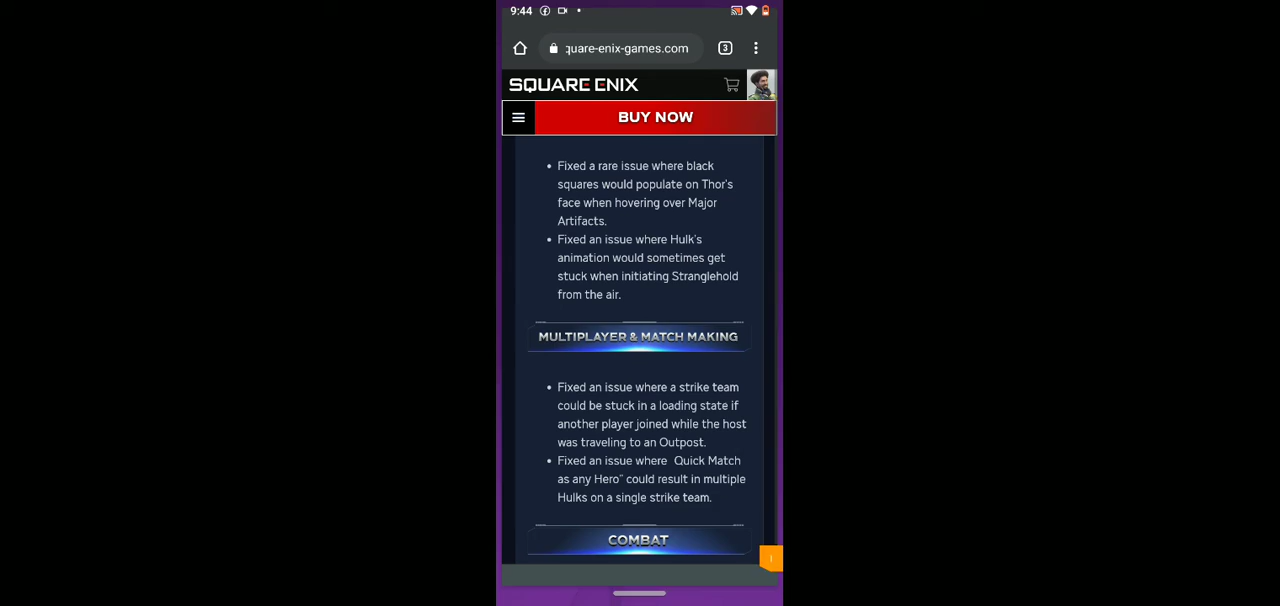 9:44
quare-enix-games.com
3
SQUARE ENIX
BUY NOW
• Fixed a rare issue where black
squares would populate on Thor's
face when hovering over Major
Artifacts.
• Fixed an issue where Hulk's
animation would sometimes get
stuck when initiating Stranglehold
from the air.
MULTIPLAYER & MATCH MAKING
• Fixed an issue where a strike team
could be stuck in a loading state if
another player joined while the host
was traveling to an Outpost.
• Fixed an issue where Quick Match
as any Hero" could result in multiple
Hulks on a single strike team.
COMBAT